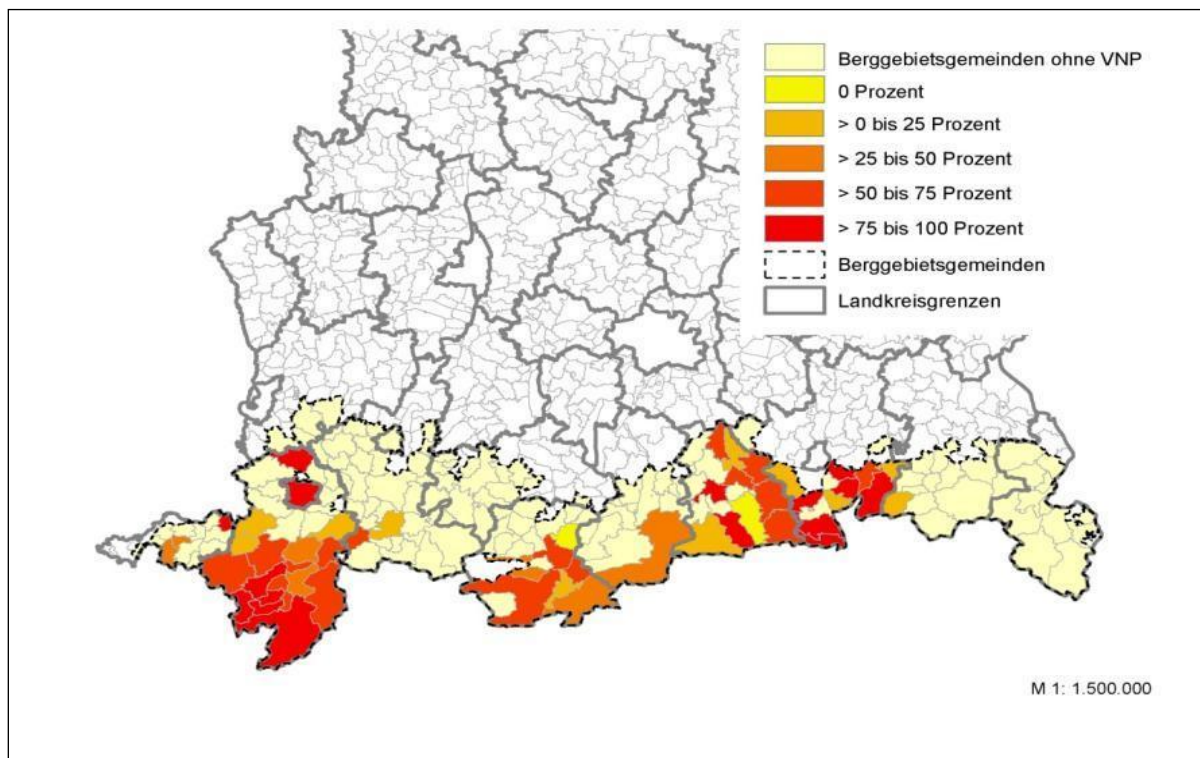 Berggebietsgemeinden ohne VNP
0 Prozent
> 0 bis 25 Prozent
> 25 bis 50 Prozent
> 50 bis 75 Prozent
> 75 bis 100 Prozent
Berggebietsgemeinden
Landkreisgrenzen
M 1: 1.500.000